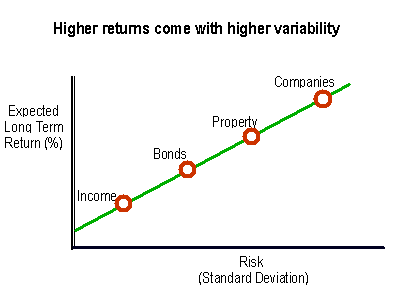 Higher returns come with higher variability
Companies
Expected
Long Term
Return (%)
Property
Bonds
Income
Risk
(Standard Deviation)